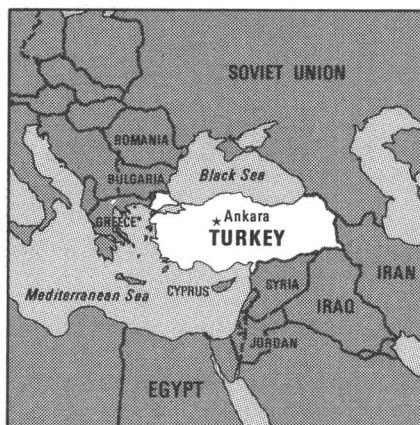 SOVIET UNION
ROMANIA
Black Sea
BULGARIA
GREECE
Ankara
TURKEY
IRAN
Mediterranean Sea
CYPRUS
SYRIA
IRAQ
JORDAN
EGYPT